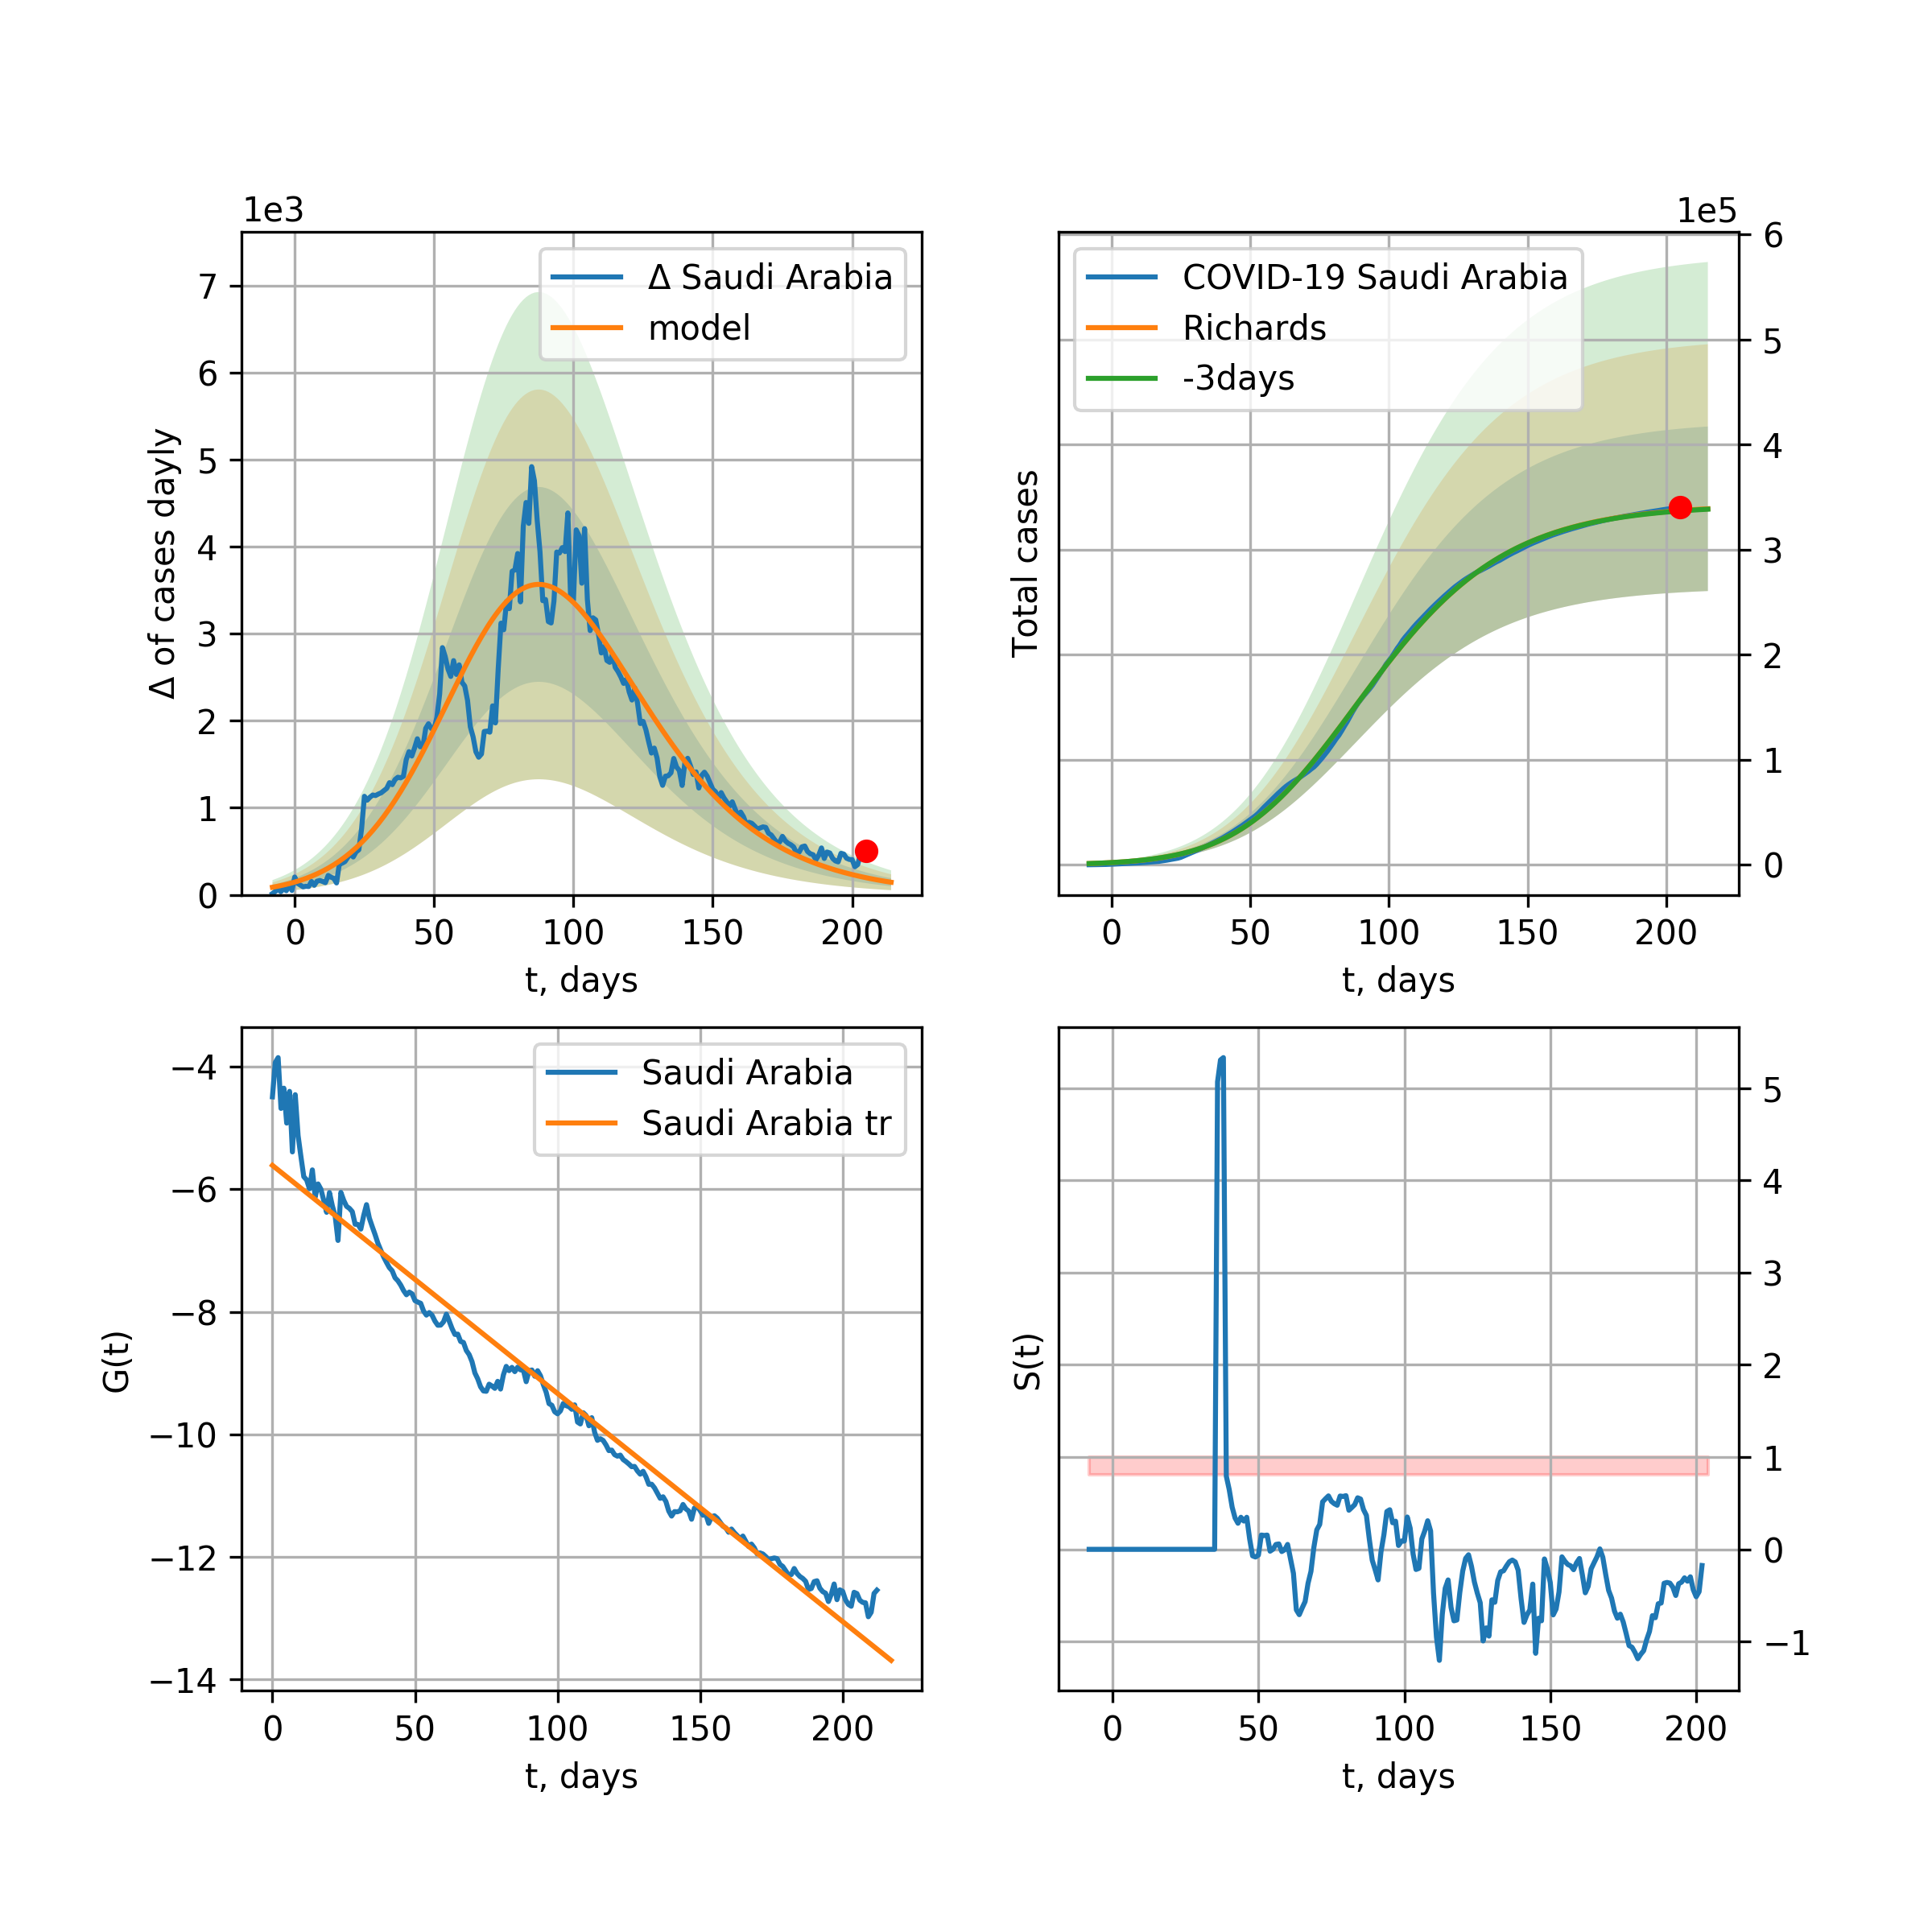 1e3
7
6
5
4
3
2
1
0
Δ of cases dayly
Δ Saudi Arabia
model
0 50 100 150 200
t, days
1e5
6
5
4
3
2
1
0
Total cases
COVID-19 Saudi Arabia
Richards
-3days
0 50 100 150 200
t, days
−4
−6
−8
−10
−12
−14
G(t)
Saudi Arabia
Saudi Arabia tr
0 50 100 150 200
t, days
5
4
3
2
1
0
−1
S(t)
0 50 100 150 200
t, days